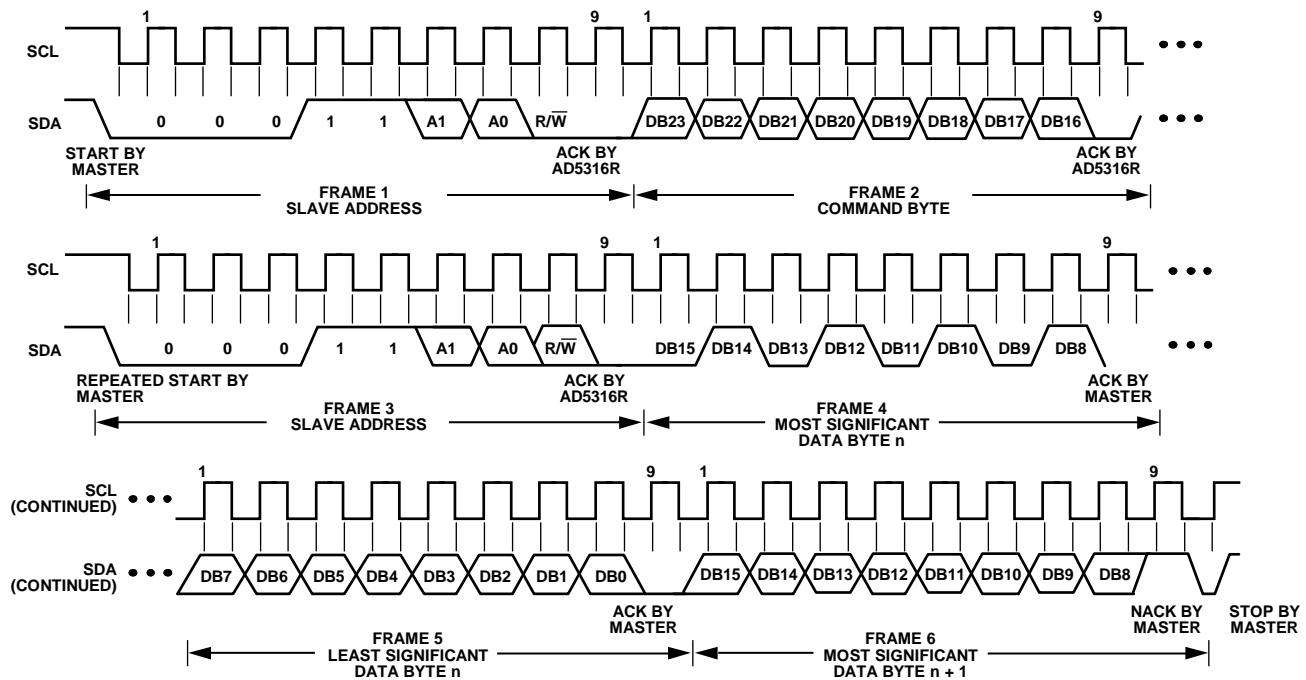 1 9 1 9
SCL
SDA 0 0 0 1 1 A1 A0 R/W̅ DB23 DB22 DB21 DB20 DB19 DB18 DB17 DB16
START BY MASTER
ACK BY AD5316R
ACK BY AD5316R
FRAME 1
SLAVE ADDRESS
FRAME 2
COMMAND BYTE
1 9 1 9
SCL
SDA 0 0 0 1 1 A1 A0 R/W̅ DB15 DB14 DB13 DB12 DB11 DB10 DB9 DB8
REPEATED START BY
MASTER
ACK BY
AD5316R
ACK BY
MASTER
FRAME 3
SLAVE ADDRESS
FRAME 4
MOST SIGNIFICANT
DATA BYTE n
1 9 1 9
SCL
(CONTINUED)
SDA
(CONTINUED)
DB7 DB6 DB5 DB4 DB3 DB2 DB1 DB0 DB15 DB14 DB13 DB12 DB11 DB10 DB9 DB8
ACK BY
MASTER
NACK BY
MASTER
STOP BY
MASTER
FRAME 5
LEAST SIGNIFICANT
DATA BYTE n
FRAME 6
MOST SIGNIFICANT
DATA BYTE n + 1